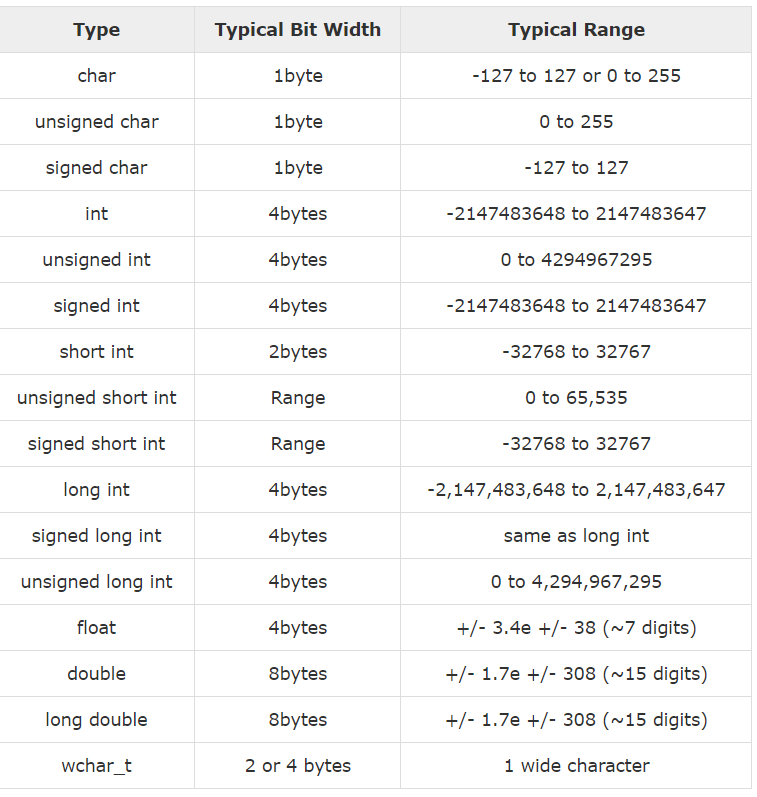 Type Typical Bit Width Typical Range
char 1byte -127 to 127 or 0 to 255
unsigned char 1byte 0 to 255
signed char 1byte -127 to 127
int 4bytes -2147483648 to 2147483647
unsigned int 4bytes 0 to 4294967295
signed int 4bytes -2147483648 to 2147483647
short int 2bytes -32768 to 32767
unsigned short int Range 0 to 65,535
signed short int Range -32768 to 32767
long int 4bytes -2,147,483,648 to 2,147,483,647
signed long int 4bytes same as long int
unsigned long int 4bytes 0 to 4,294,967,295
float 4bytes +/- 3.4e +/- 38 (~7 digits)
double 8bytes +/- 1.7e +/- 308 (~15 digits)
long double 8bytes +/- 1.7e +/- 308 (~15 digits)
wchar_t 2 or 4 bytes 1 wide character